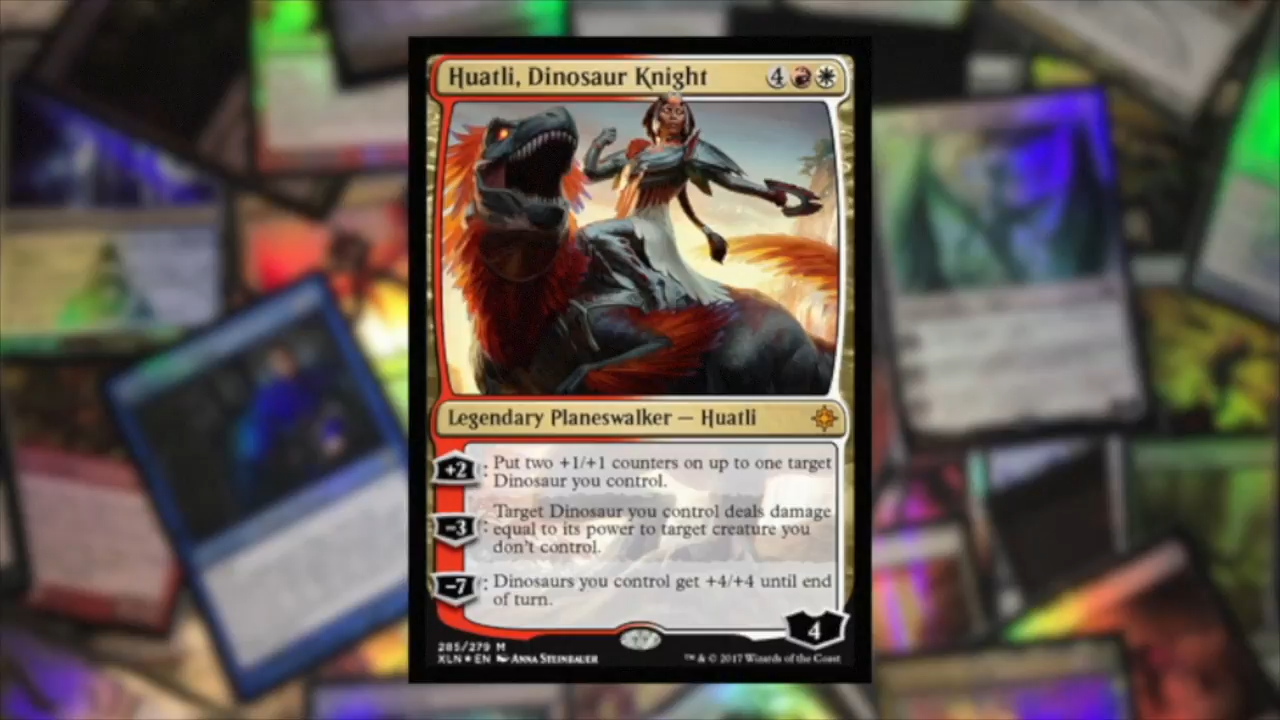 Huatli, Dinosaur Knight 4
Legendary Planeswalker — Huatli
+2: Put two +1/+1 counters on up to one target
Dinosaur you control.
-3: Target Dinosaur you control deals damage
equal to its power to target creature you
don't control.
-7: Dinosaurs you control get +4/+4 until end
of turn.
4
285/279 M
XLN★EN Anna Steinbauer
™ & © 2017 Wizards of the Coast